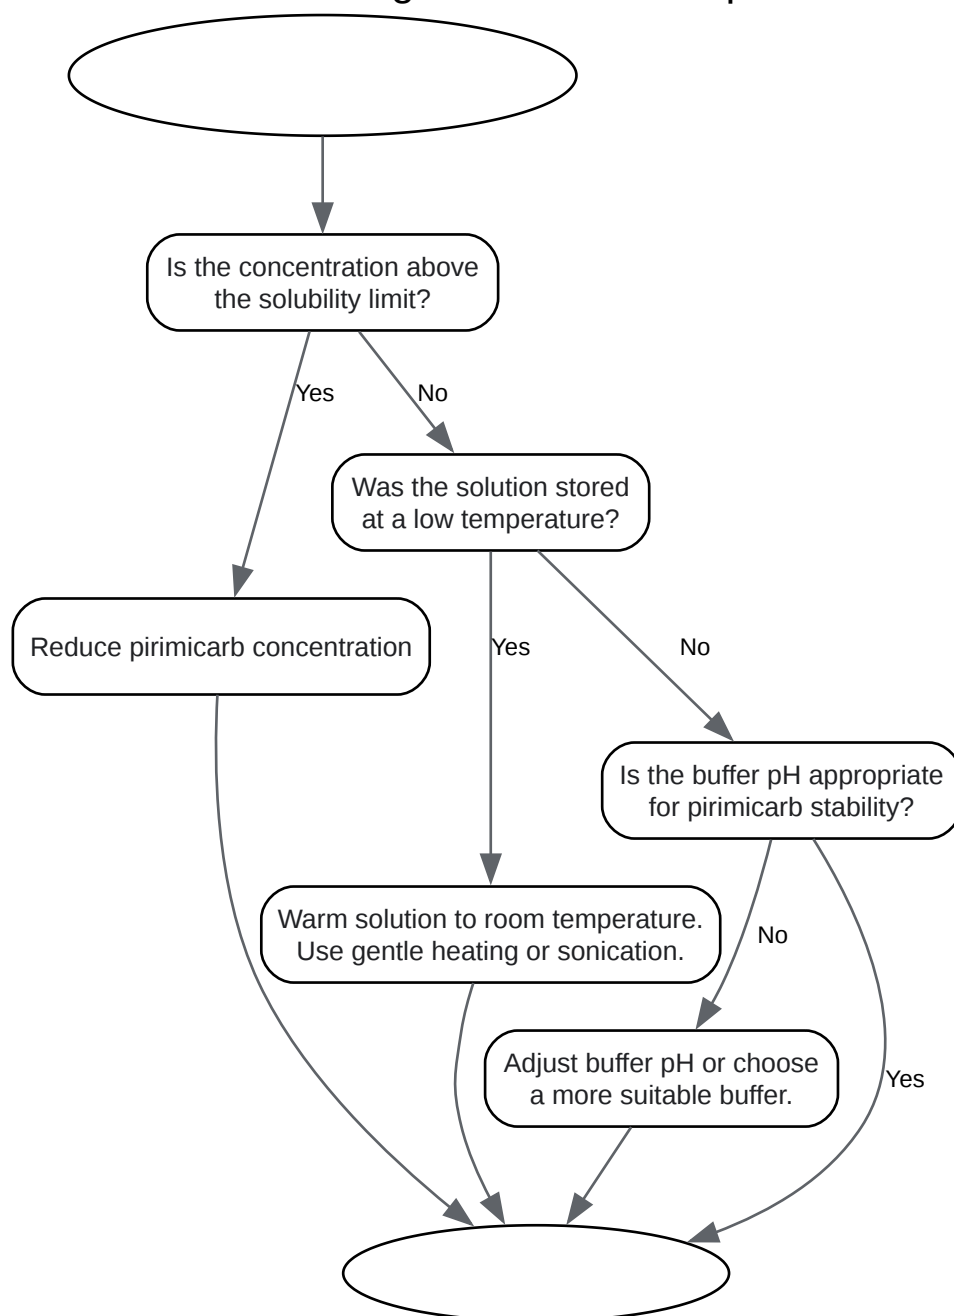 Is the concentration above
the solubility limit?
Yes
No
Was the solution stored
at a low temperature?
Reduce pirimicarb concentration
Yes
No
Is the buffer pH appropriate
for pirimicarb stability?
Warm solution to room temperature.
Use gentle heating or sonication.
No
Adjust buffer pH or choose
a more suitable buffer.
Yes